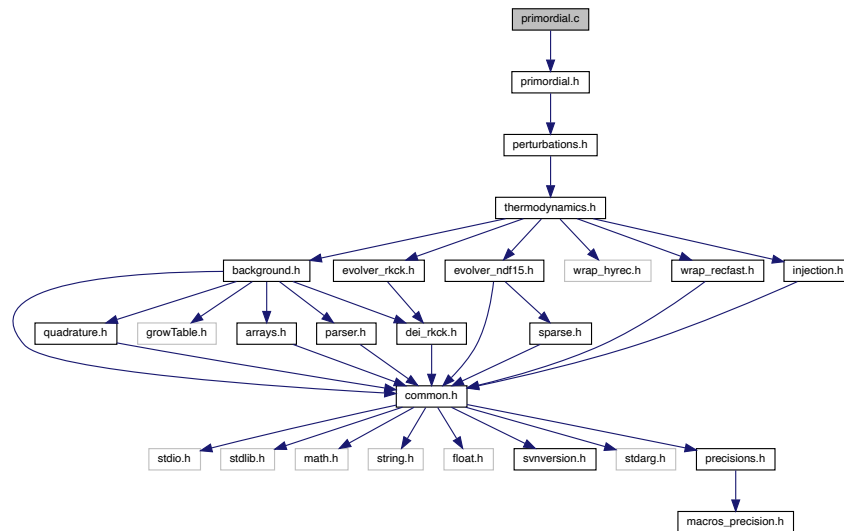 primordial.c
primordial.h
perturbations.h
thermodynamics.h
background.h evolver_rkck.h evolver_ndf15.h wrap_hyrec.h wrap_recfast.h injection.h
quadrature.h growTable.h arrays.h parser.h dei_rkck.h sparse.h
common.h
stdio.h stdlib.h math.h string.h float.h svnversion.h stdarg.h precisions.h
macros_precision.h